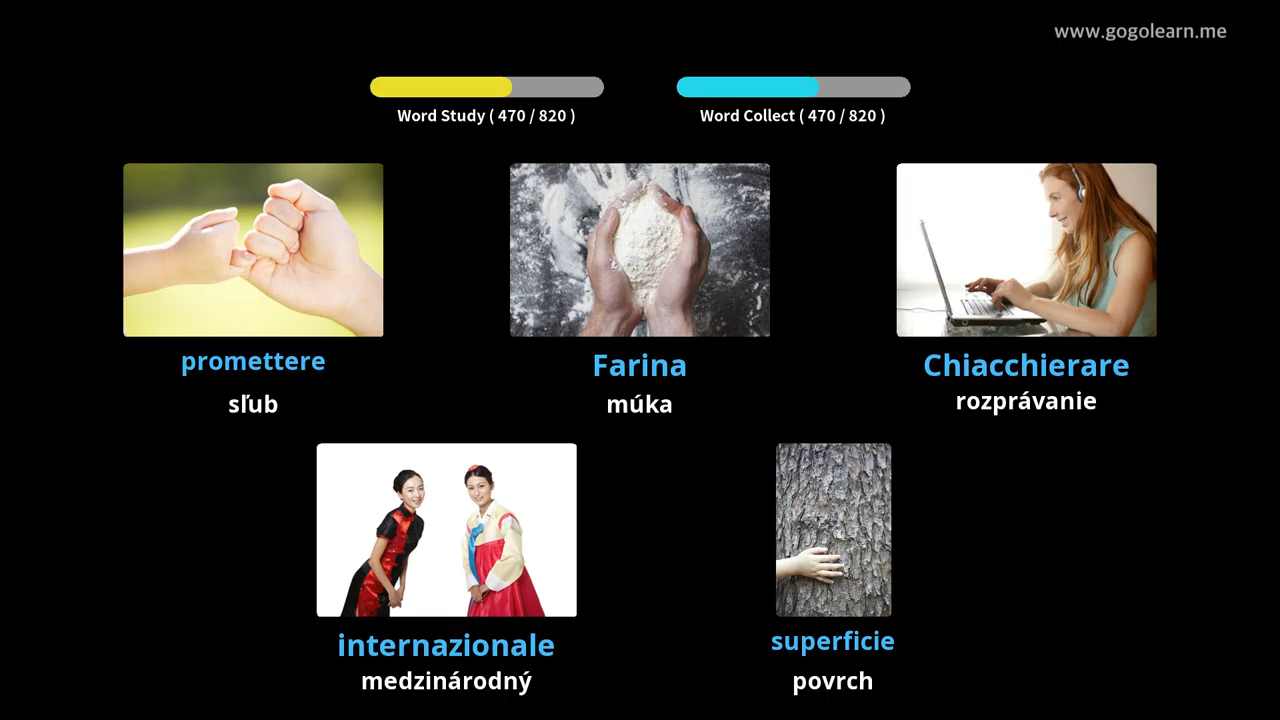 www.gogolearn.me
Word Study ( 470 / 820 )
Word Collect ( 470 / 820 )
promettere
sľub
Farina
múka
Chiacchierare
rozprávanie
internazionale
medzinárodný
superficie
povrch